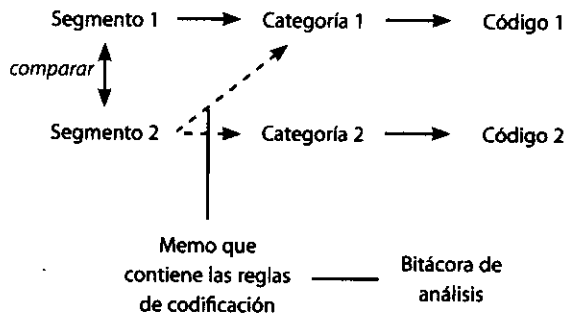 Segmento 1 Categoría 1 Código 1
comparar
Segmento 2 Categoría 2 Código 2
Memo que
contiene las reglas
de codificación
Bitácora de
análisis